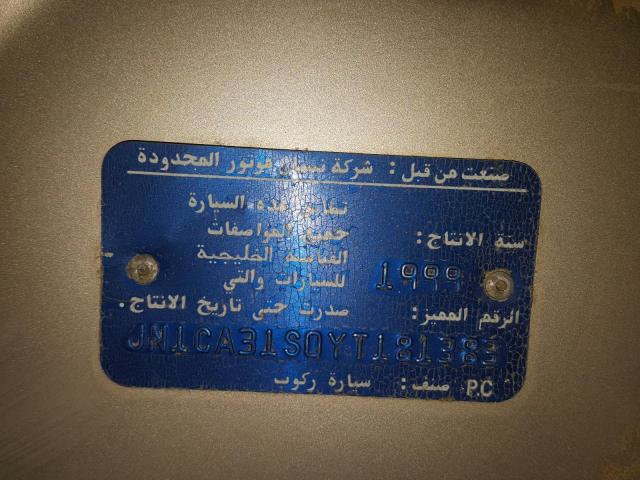 صنعت من قبل : شركة نيسان موتور المحدودة
تطابق هذه السيارة
سنة الانتاج : جميع المواصفات
القياسية الخليجية
1999 للسيارات والتي
الرقم المميز : صدرت حتى تاريخ الانتاج.
JN1CA31S0YT181383
PC صنف : سيارة ركوب